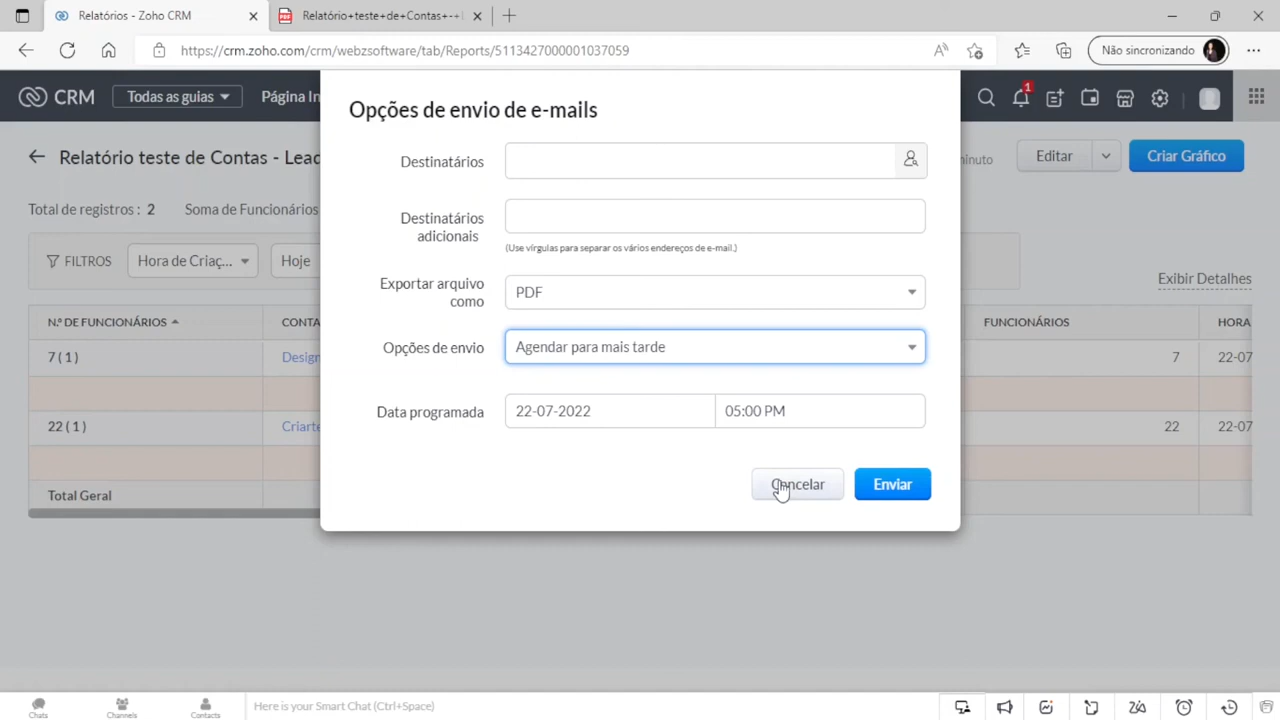 Relatórios - Zoho CRM
Relatório+teste+de+Contas+-+l
https://crm.zoho.com/crm/webzsoftware/tab/Reports/5113427000001037059
Não sincronizando
CRM
Todas as guias
Página In
1
Relatório teste de Contas - Lead
minuto
Editar
Criar Gráfico
Total de registros : 2
Soma de Funcionários
FILTROS
Hora de Criaç...
Hoje
Exibir Detalhes
N.º DE FUNCIONÁRIOS
CONTA
FUNCIONÁRIOS
HORA
7 ( 1 )
Design
7
22-07
22 ( 1 )
Criarte
22
22-07
Total Geral
Opções de envio de e-mails
Destinatários
Destinatários
adicionais
(Use vírgulas para separar os vários endereços de e-mail.)
Exportar arquivo
como
PDF
Opções de envio
Agendar para mais tarde
Data programada
22-07-2022
05:00 PM
Cancelar
Enviar
Chats
Channels
Contacts
Here is your Smart Chat (Ctrl+Space)